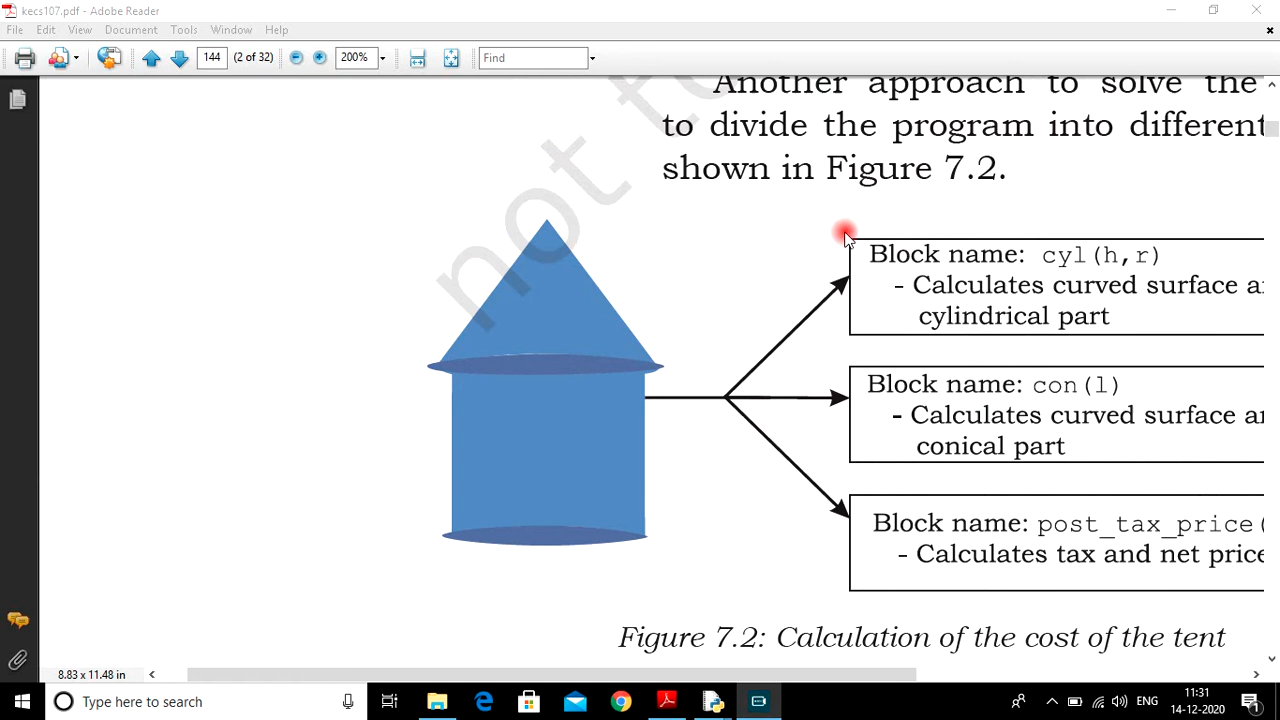 kecs107.pdf - Adobe Reader
File Edit View Document Tools Window Help
144 (2 of 32) 200% Find
not
Another approach to solve the
to divide the program into different
shown in Figure 7.2.
Block name: cyl(h,r)
- Calculates curved surface
cylindrical part
Block name: con(l)
- Calculates curved surface
conical part
Block name: post_tax_price(
- Calculates tax and net price
Figure 7.2: Calculation of the cost of the tent
8.83 x 11.48 in
Type here to search
ENG
11:31
14-12-2020
1